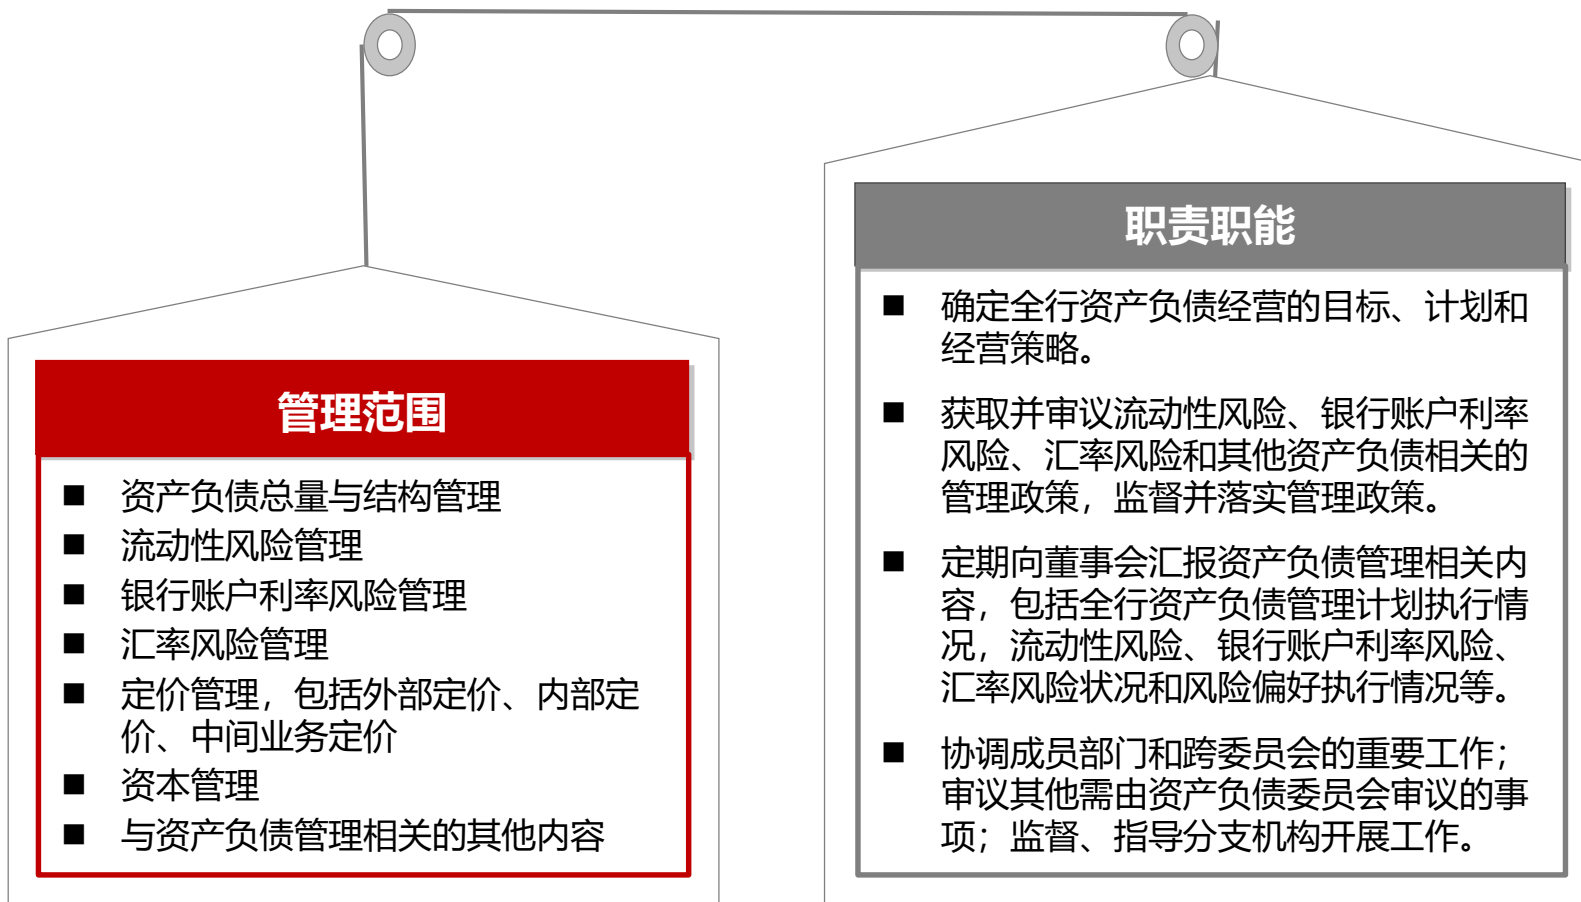 管理范围
■ 资产负债总量与结构管理
■ 流动性风险管理
■ 银行账户利率风险管理
■ 汇率风险管理
■ 定价管理，包括外部定价、内部定
价、中间业务定价
■ 资本管理
■ 与资产负债管理相关的其他内容
职责职能
■ 确定全行资产负债经营的目标、计划和
经营策略。
■ 获取并审议流动性风险、银行账户利率
风险、汇率风险和其他资产负债相关的
管理政策，监督并落实管理政策。
■ 定期向董事会汇报资产负债管理相关内
容，包括全行资产负债管理计划执行情
况，流动性风险、银行账户利率风险、
汇率风险状况和风险偏好执行情况等。
■ 协调成员部门和跨委员会的重要工作；
审议其他需由资产负债委员会审议的事
项；监督、指导分支机构开展工作。